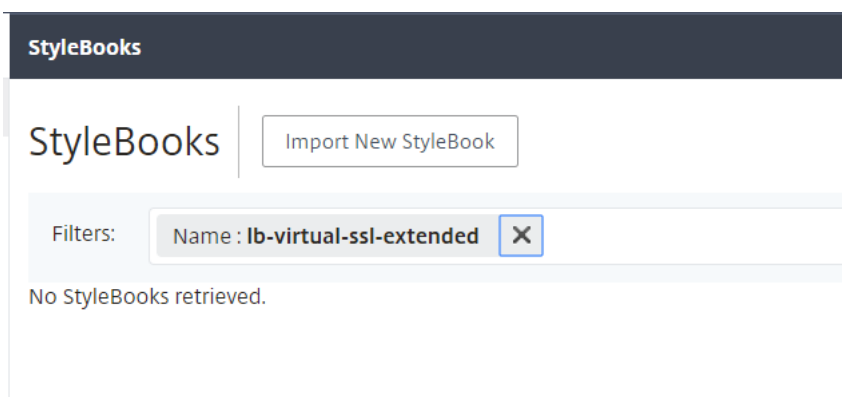 StyleBooks
StyleBooks Import New StyleBook
Filters: Name : lb-virtual-ssl-extended
No StyleBooks retrieved.